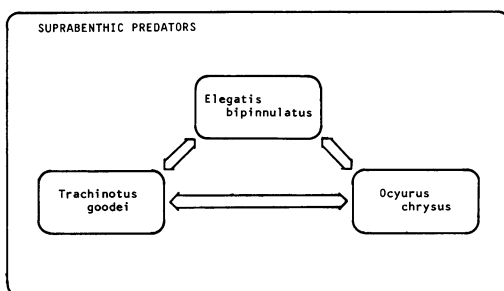 SUPRABENTHIC PREDATORS
Elegatis
bipinnulatus
Trachinotus
goodei
Ocyurus
chrysus